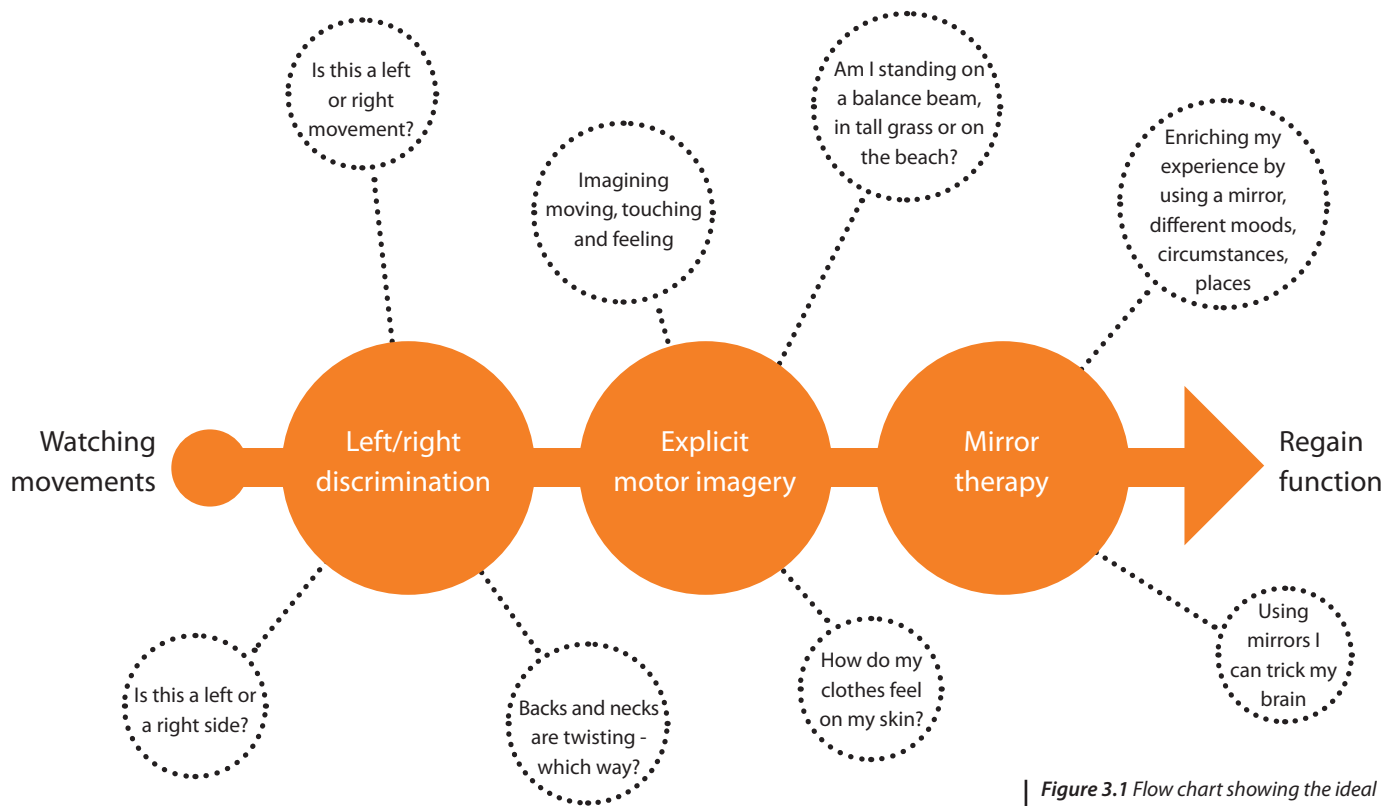 Is this a left
or right
movement?
Am I standing on
a balance beam,
in tall grass or on
the beach?
Imagining
moving, touching
and feeling
Enriching my
experience by
using a mirror,
different moods,
circumstances,
places
Watching
movements
Left/right
discrimination
Explicit
motor imagery
Mirror
therapy
Regain
function
Is this a left or
a right side?
Backs and necks
are twisting -
which way?
How do my
clothes feel
on my skin?
Using
mirrors I
can trick my
brain
Figure 3.1 Flow chart showing the ideal